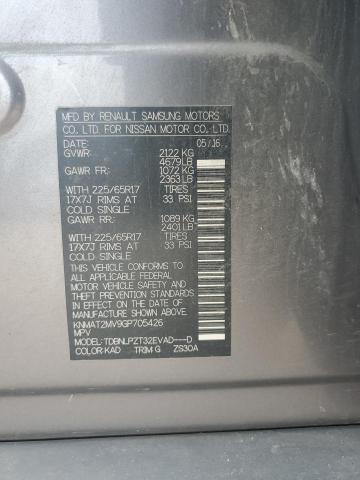 MFD BY RENAULT SAMSUNG MOTORS
CO. LTD. FOR NISSAN MOTOR CO. LTD.
DATE: 05/16
GVWR: 2122 KG
4679LB
GAWR FR: 1072 KG
2363LB
WITH 225/65R17 TIRES
17X7J RIMS AT 33 PSI
COLD SINGLE
GAWR RR: 1089 KG
2401LB
WITH 225/65R17 TIRES
17X7J RIMS AT 33 PSI
COLD SINGLE
THIS VEHICLE CONFORMS TO
ALL APPLICABLE U.S. FEDERAL
MOTOR VEHICLE SAFETY
STANDARDS IN
EFFECT ON THE DATE OF
MANUFACTURE SHOWN ABOVE.
KNMAT2MV9GP705426
MPV
MODEL-TDBNLPZT32EVAD---D
COLOR KAD TRIM G ZS30A